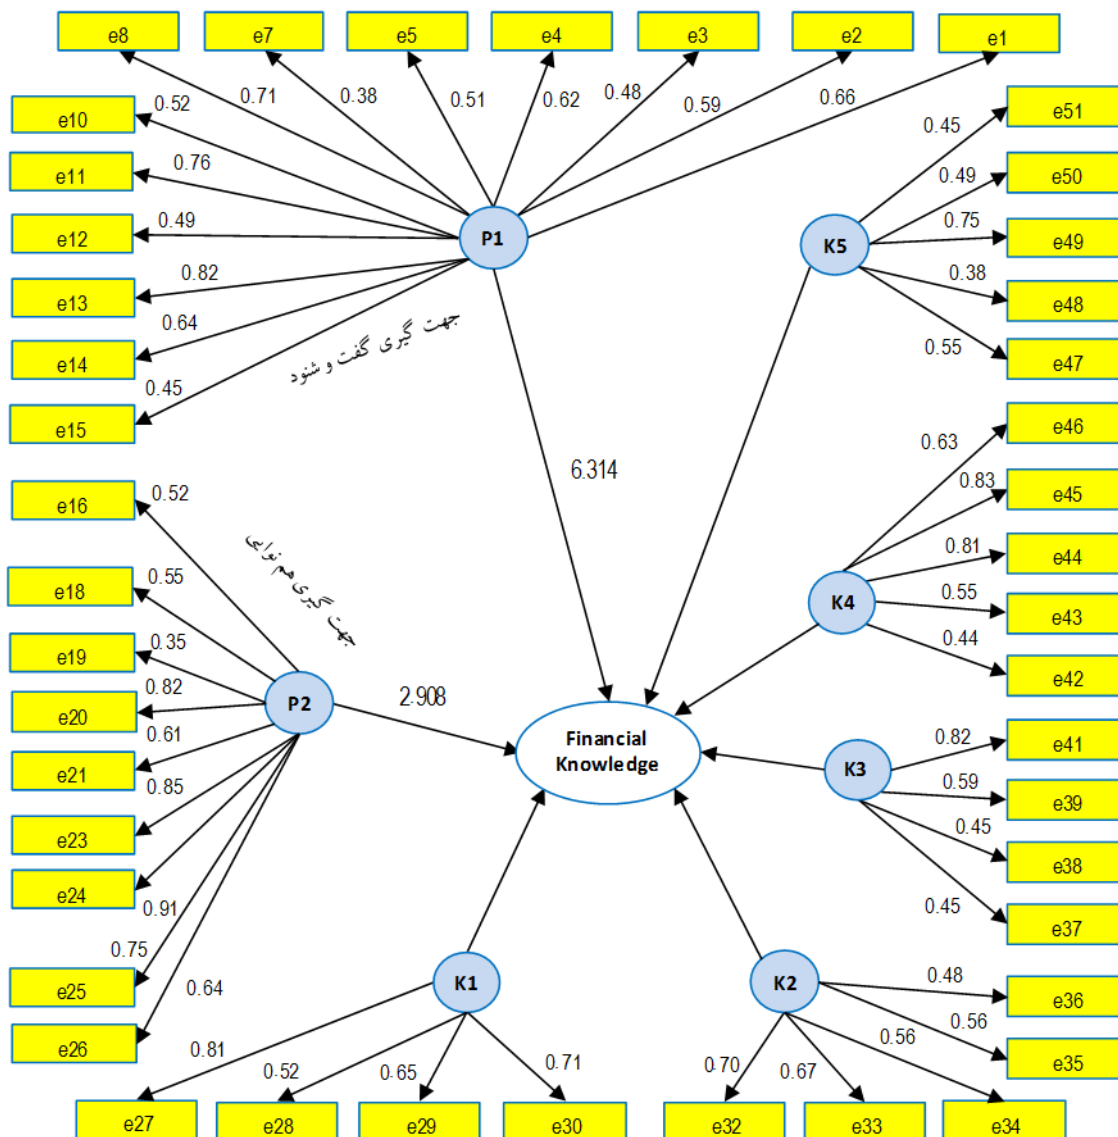 e8
e7
e5
e4
e3
e2
e1
0.71
0.38
0.51
0.62
0.48
0.59
0.66
e10
0.52
e11
0.76
e12
0.49
e13
0.82
e14
0.64
e15
0.45
P1
جهت گیری گفت و شنود
6.314
K5
0.45
e51
0.49
e50
0.75
e49
0.38
e48
0.55
e47
e16
0.52
e18
0.55
e19
0.35
e20
0.82
e21
0.61
e23
0.85
e24
0.91
e25
0.75
e26
0.64
P2
جهت گیری هم نوایی
2.908
Financial
Knowledge
K4
0.63
e46
0.83
e45
0.81
e44
0.55
e43
0.44
e42
K3
0.82
e41
0.59
e39
0.45
e38
0.45
e37
K1
0.81
0.52
0.65
0.71
e27
e28
e29
e30
K2
0.48
e36
0.56
e35
0.56
0.70
0.67
e32
e33
e34